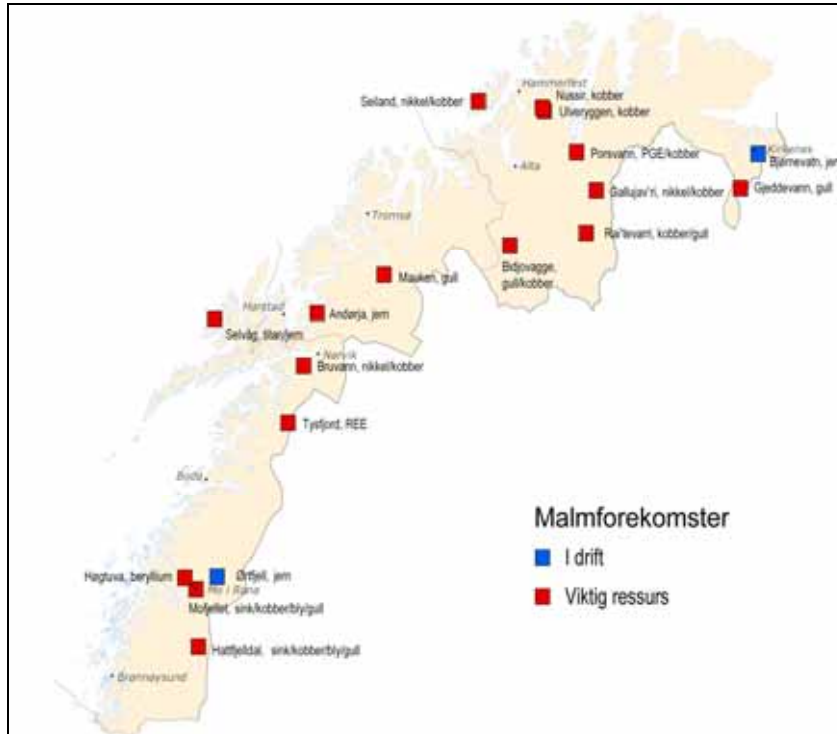 Hammerfest
Seiland, nikkel/kobber
Nussir, kobber
Ulveryggen, kobber
Porsvann, PGE/kobber
Kirkenes
Bjørnevatn, jern
Alta
Gallujav'ri, nikkel/kobber
Gjeddevann, gull
Tromsø
Rai'tevarri, kobber/gull
Bidjovagge,
gull/kobber
Mauken, gull
Harstad
Andørja, jern
Selvåg, titan/jern
Narvik
Bruvann, nikkel/kobber
Tysfjord, REE
Bodø
Malmforekomster
I drift
Viktig ressurs
Høgtuva, beryllium
Ørtfjell, jern
Mo i Rana
Mofjellet, sink/kobber/bly/gull
Hattfjelldal, sink/kobber/bly/gull
Brønnøysund